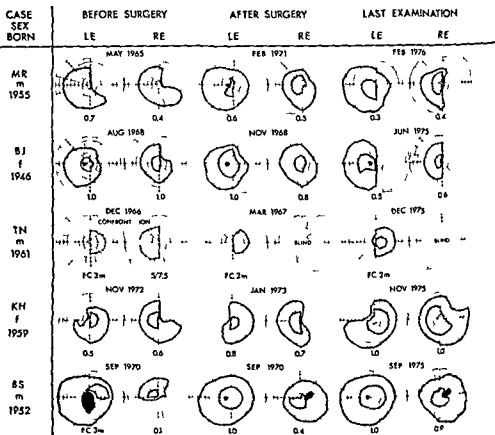 CASE SEX BORN
BEFORE SURGERY AFTER SURGERY LAST EXAMINATION
LE RE LE RE LE RE
MAY 1965 FEB 1971 FEB 1976
MR m 1955
0.7 0.4 0.6 0.5 0.3 0.4
AUG 1968 NOV 1968 JUN 1975
BJ f 1946
1.0 1.0 1.0 0.8 0.5 0.6
DEC 1966 MAR 1967 DEC 1975
CONFRONT ION
TN m 1961
BLIND BLIND
FC 2m 5/7.5 FC 2m FC 2m
NOV 1972 JAN 1973 NOV 1975
KH f 1959
0.5 0.6 0.8 0.7 1.0 1.0
SEP 1970 SEP 1970 SEP 1975
BS m 1952
FC 3m 0.1 1.0 0.4 1.0 0.9